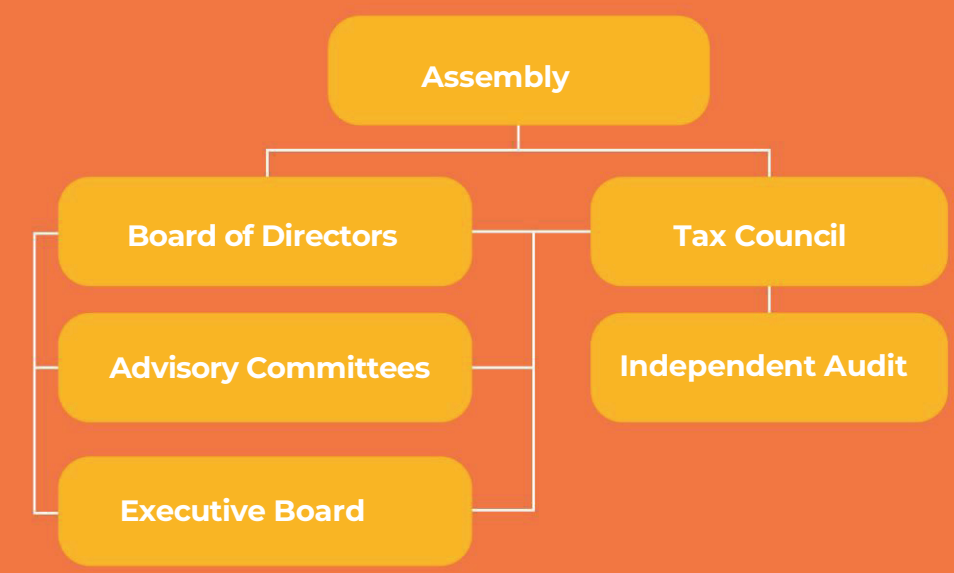 Assembly
Board of Directors
Tax Council
Advisory Committees
Independent Audit
Executive Board